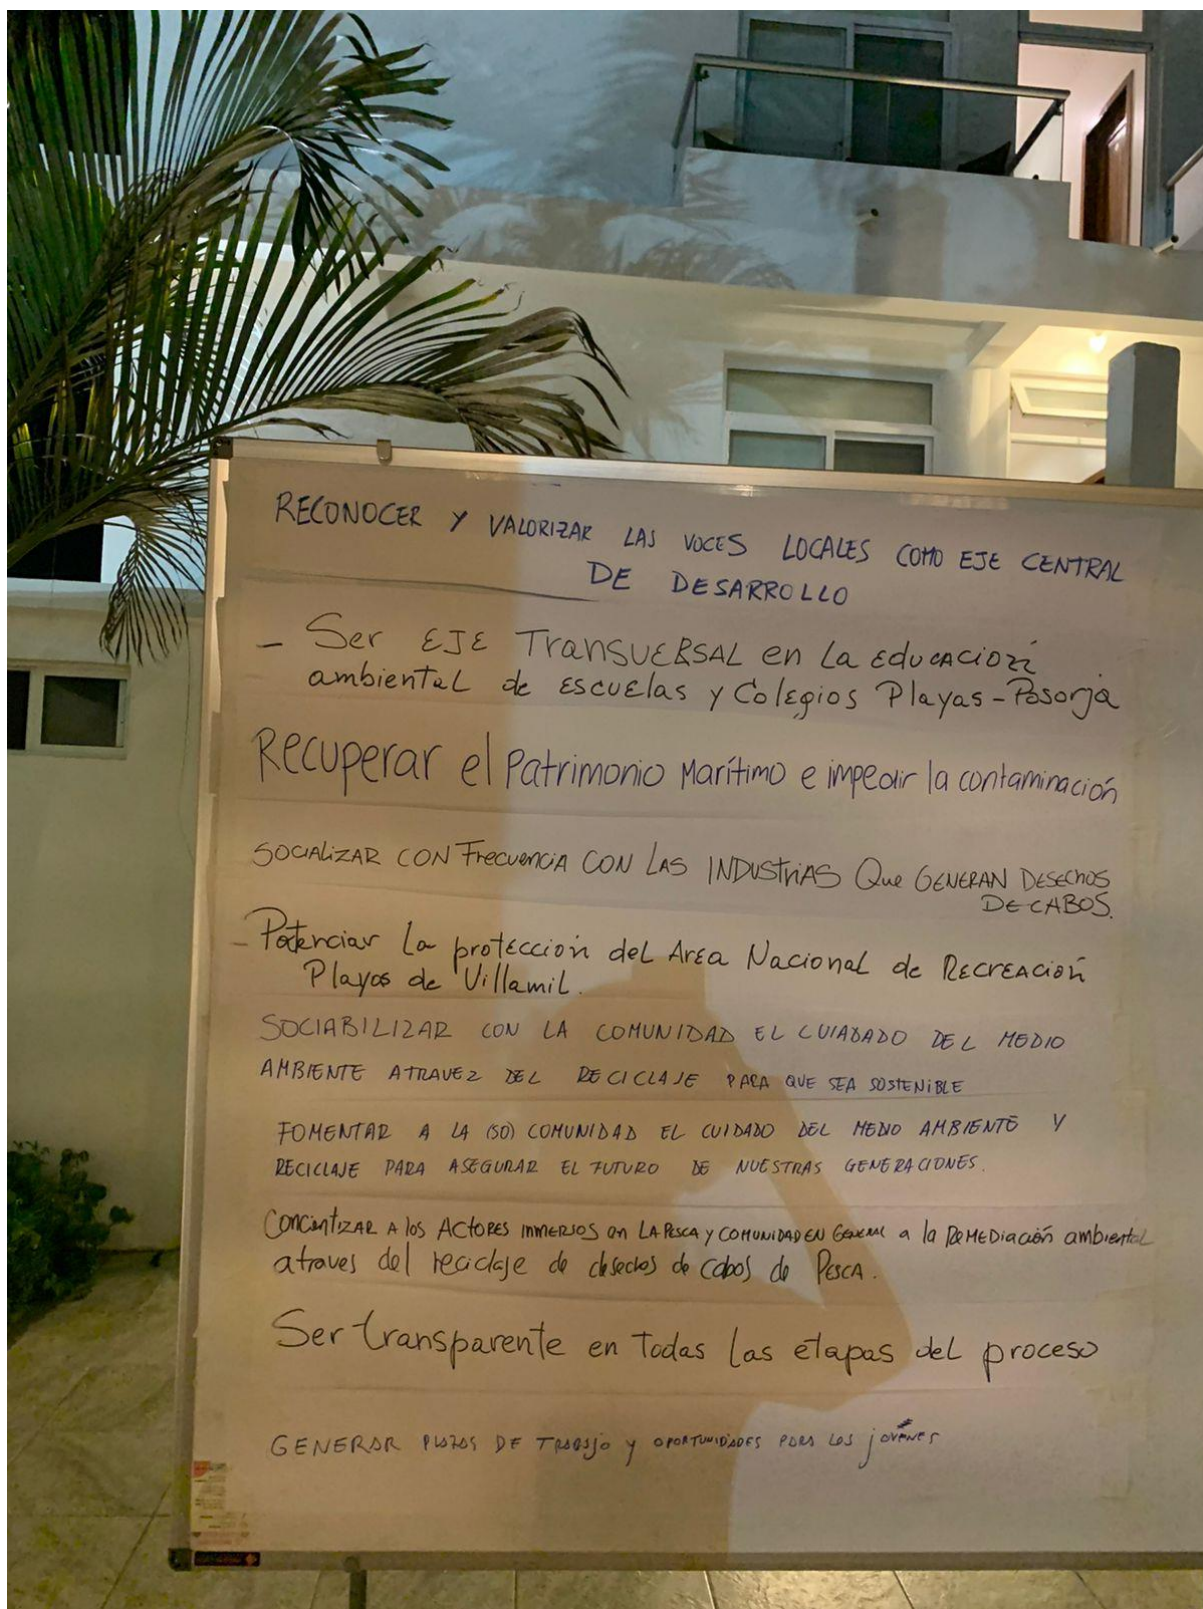 RECONOCER Y VALORIZAR LAS VOCES LOCALES COMO EJE CENTRAL
DE DESARROLLO
- Ser EJE TranSVERSAL en La educación
ambiental de escuelas y Colegios Playas - Posorja
Recuperar el Patrimonio Marítimo e impedir la contaminación
SOCIALIZAR CON Frecuencia CON LAS INDUSTRIAS Que GENERAN DESECHOS
DE CABOS.
- Potenciar La protección del Area Nacional de RECREACIÓN
Playas de Villamil.
SOCIABILIZAR CON LA COMUNIDAD EL CUIADADO DEL MEDIO
AMBIENTE ATRAVEZ DEL RECICLAJE PARA QUE SEA SOSTENIBLE
FOMENTAR A LA (SO) COMUNIDAD EL CUIDADO DEL MEDIO AMBIENTE Y
RECICLAJE PARA ASEGURAR EL FUTURO DE NUESTRAS GENERACIONES.
Concintizar A los Actores inmersos en LA PESCA y COMUNIDAD EN General a la ReMEDiación ambiental
atraves del reciclaje de desechos de cabos de PESCA.
Ser transparente en Todas las etapas del proceso
GENERAR PLAZAS DE TRABAJO y OPORTUNIDADES PARA LOS jovenes